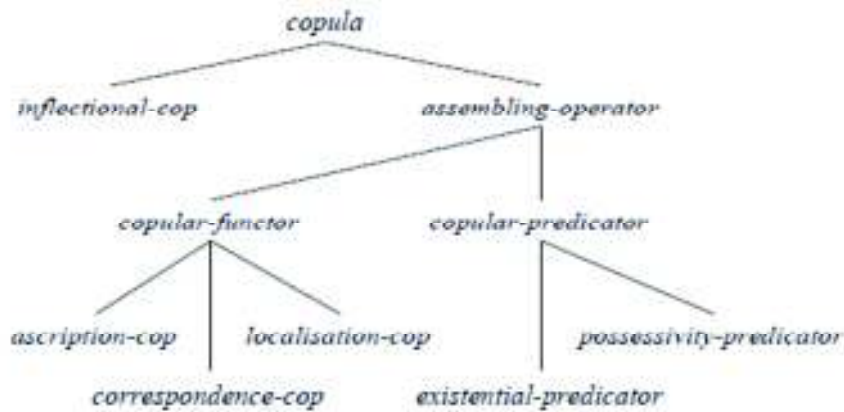 copula
inflectional-cop assembling-operator
copular-functor copular-predicator
ascription-cop localisation-cop possessivity-predicator
correspondence-cop existential-predicator